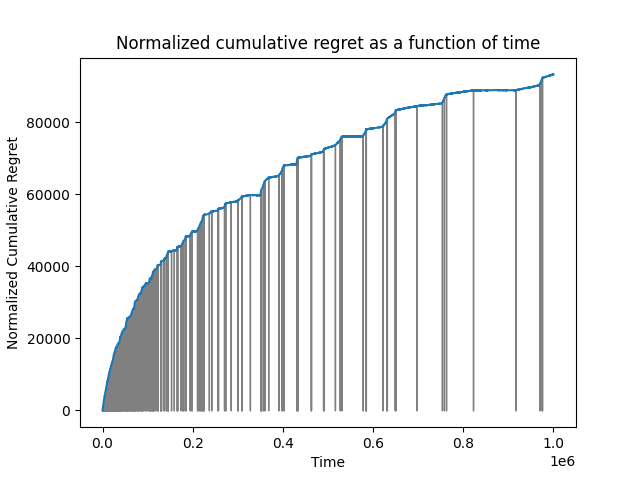 Normalized cumulative regret as a function of time
Normalized Cumulative Regret
80000
60000
40000
20000
0
0.0 0.2 0.4 0.6 0.8 1.0
1e6
Time